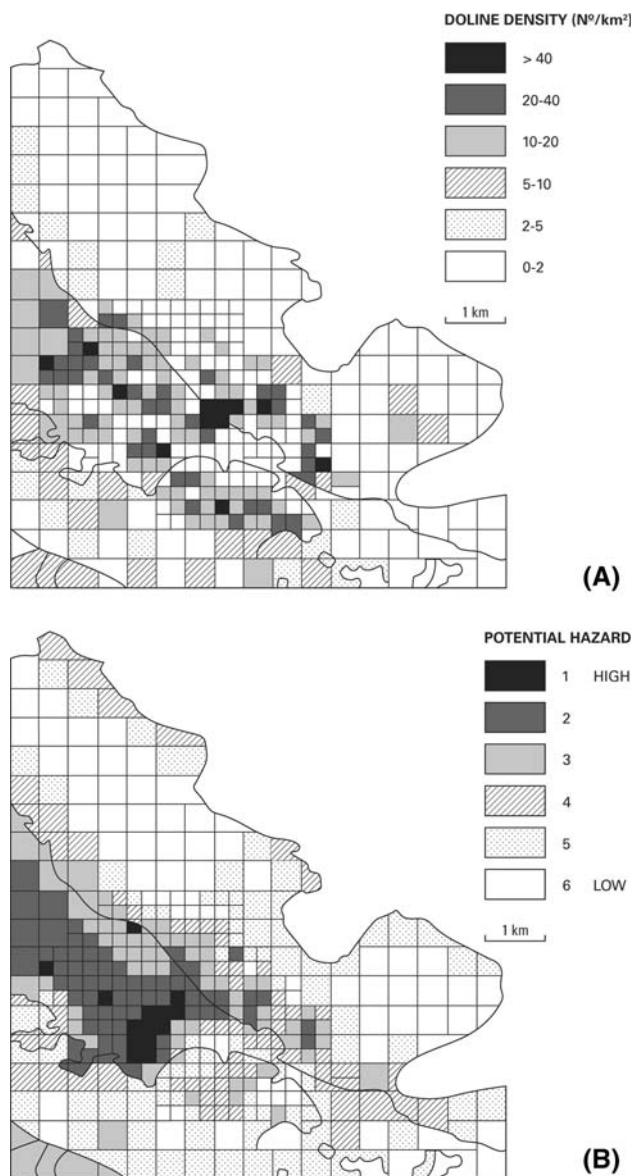 DOLINE DENSITY (Nº/km²)
> 40
20-40
10-20
5-10
2-5
0-2
1 km
(A)
POTENTIAL HAZARD
1 HIGH
2
3
4
5
6 LOW
1 km
(B)